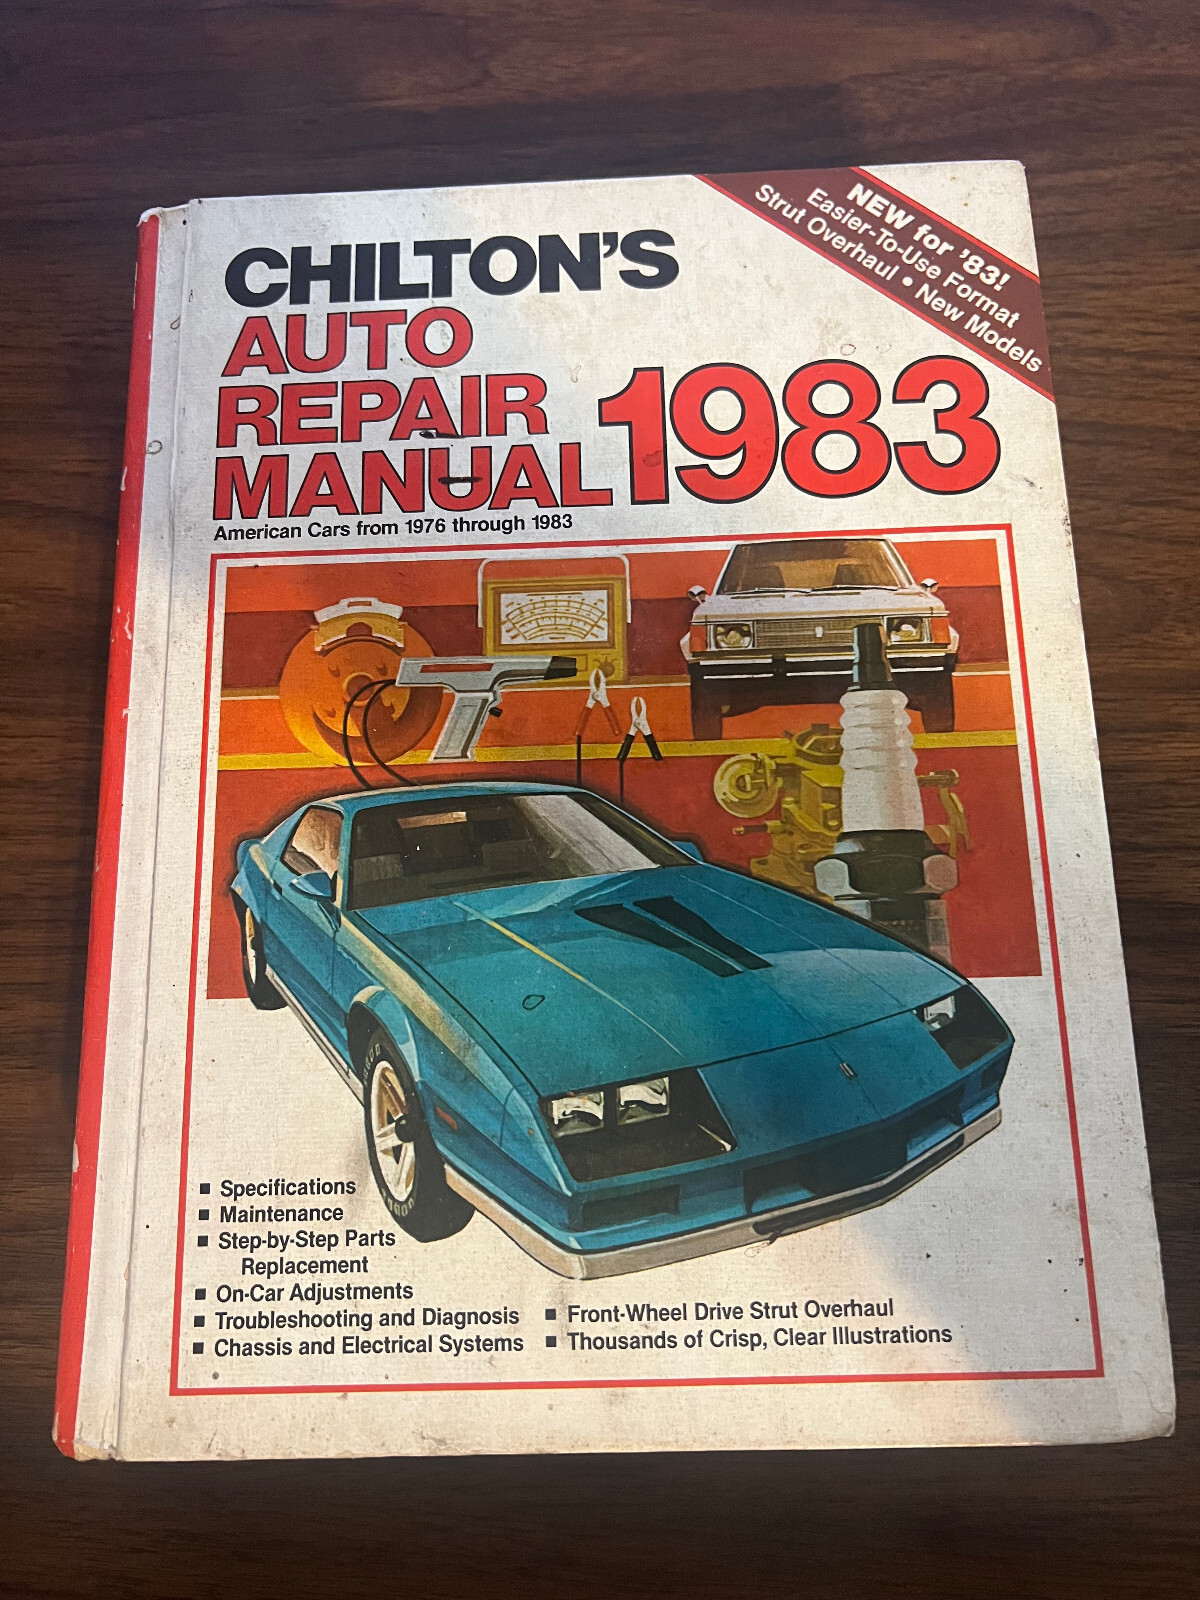 CHILTON'S
AUTO
REPAIR
MANUAL 1983
American Cars from 1976 through 1983
NEW for '83!
Easier-To-Use Format
Strut Overhaul • New Models
■ Specifications
■ Maintenance
■ Step-by-Step Parts
Replacement
■ On-Car Adjustments
■ Troubleshooting and Diagnosis
■ Chassis and Electrical Systems
■ Front-Wheel Drive Strut Overhaul
■ Thousands of Crisp, Clear Illustrations